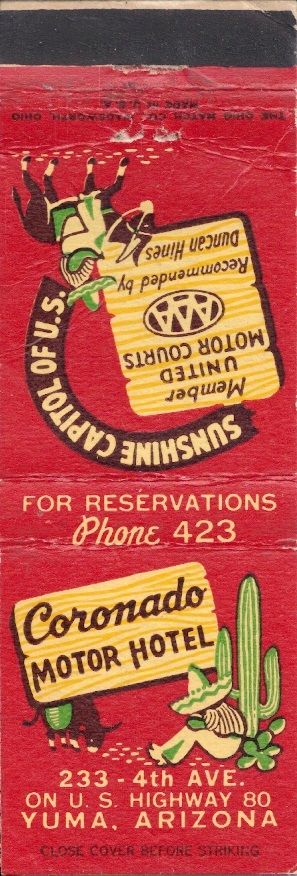 THE OHIO MATCH CO., WADSWORTH, OHIO
MADE IN U.S.A.
SUNSHINE CAPITOL OF U.S.
Member
UNITED
MOTOR COURTS
AAA
Recommended by
Duncan Hines
FOR RESERVATIONS
Phone 423
Coronado
MOTOR HOTEL
233 - 4th AVE.
ON U. S. HIGHWAY 80
YUMA, ARIZONA
CLOSE COVER BEFORE STRIKING